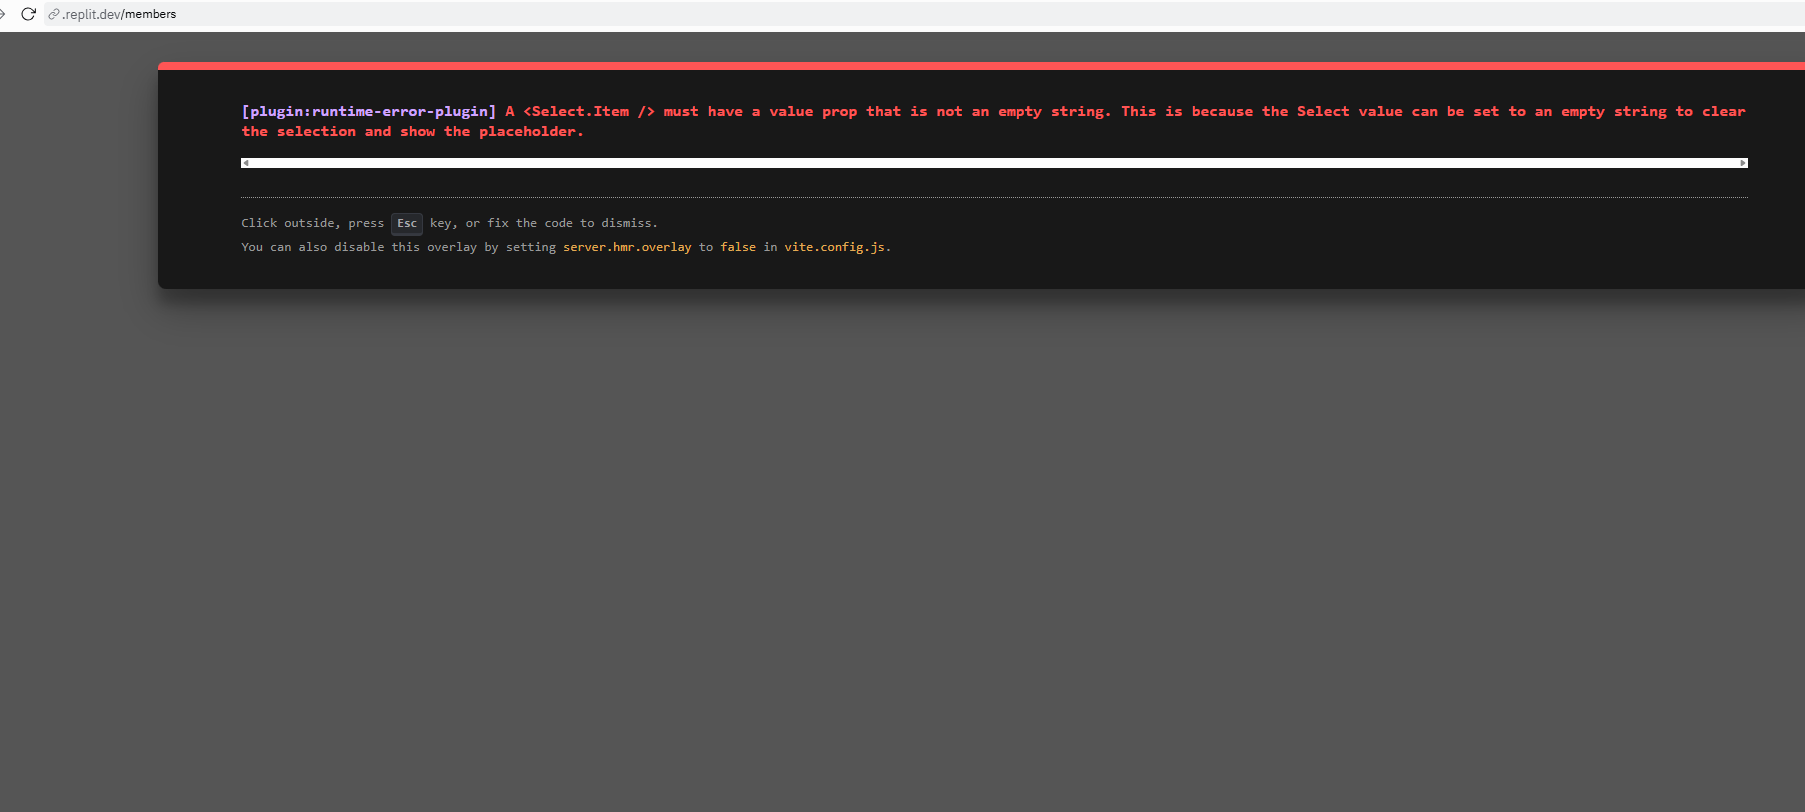 .replit.dev/members
[plugin:runtime-error-plugin] A <Select.Item /> must have a value prop that is not an empty string. This is because the Select value can be set to an empty string to clear
the selection and show the placeholder.
Click outside, press Esc key, or fix the code to dismiss.
You can also disable this overlay by setting server.hmr.overlay to false in vite.config.js.